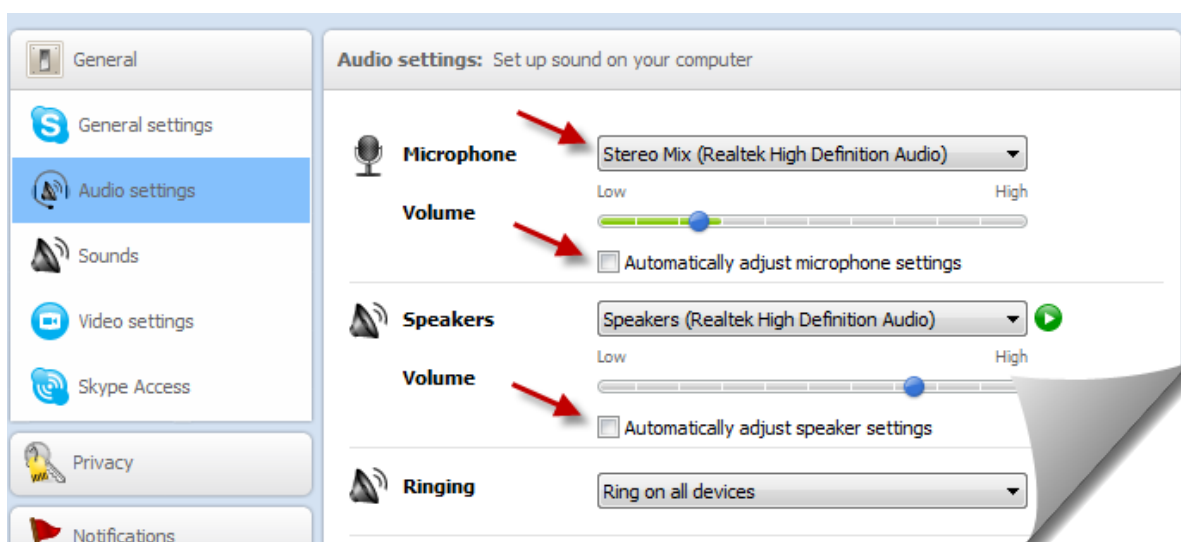 General
General settings
Audio settings
Sounds
Video settings
Skype Access
Privacy
Notifications
Audio settings: Set up sound on your computer
Microphone
Stereo Mix (Realtek High Definition Audio)
Low High
Volume
Automatically adjust microphone settings
Speakers
Speakers (Realtek High Definition Audio)
Low High
Volume
Automatically adjust speaker settings
Ringing
Ring on all devices